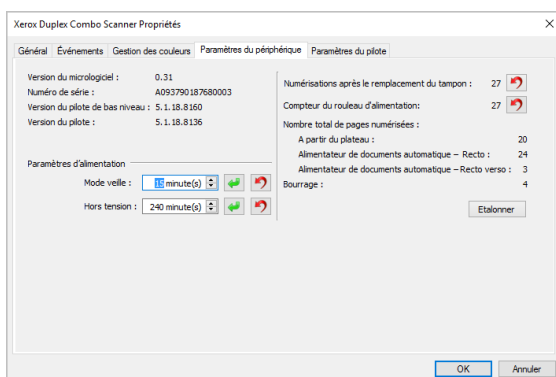 Xerox Duplex Combo Scanner Propriétés
Général Événements Gestion des couleurs Paramètres du périphérique Paramètres du pilote
Version du micrologiciel : 0.31
Numéro de série : A093790187680003
Version du pilote de bas niveau : 5.1.18.8160
Version du pilote : 5.1.18.8136
Paramètres d'alimentation
Mode veille : 15 minute(s)
Hors tension : 240 minute(s)
Numérisations après le remplacement du tampon : 27
Compteur du rouleau d'alimentation: 27
Nombre total de pages numérisées :
A partir du plateau : 20
Alimentateur de documents automatique – Recto : 24
Alimentateur de documents automatique – Recto verso : 3
Bourrage : 4
Etalonner
OK Annuler